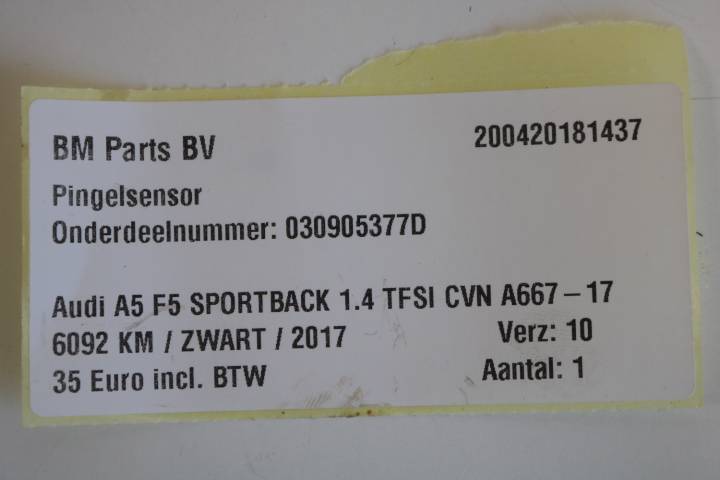 BM Parts BV 200420181437
Pingelsensor
Onderdeelnummer: 030905377D
Audi A5 F5 SPORTBACK 1.4 TFSI CVN A667-17
6092 KM / ZWART / 2017 Verz: 10
35 Euro incl. BTW Aantal: 1